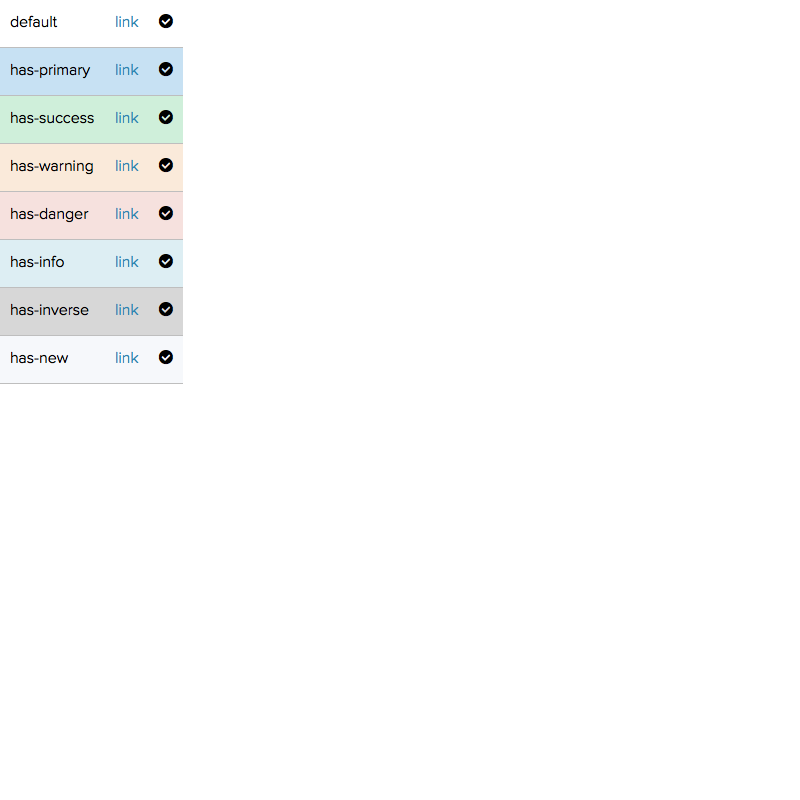 default link
has-primary link
has-success link
has-warning link
has-danger link
has-info link
has-inverse link
has-new link